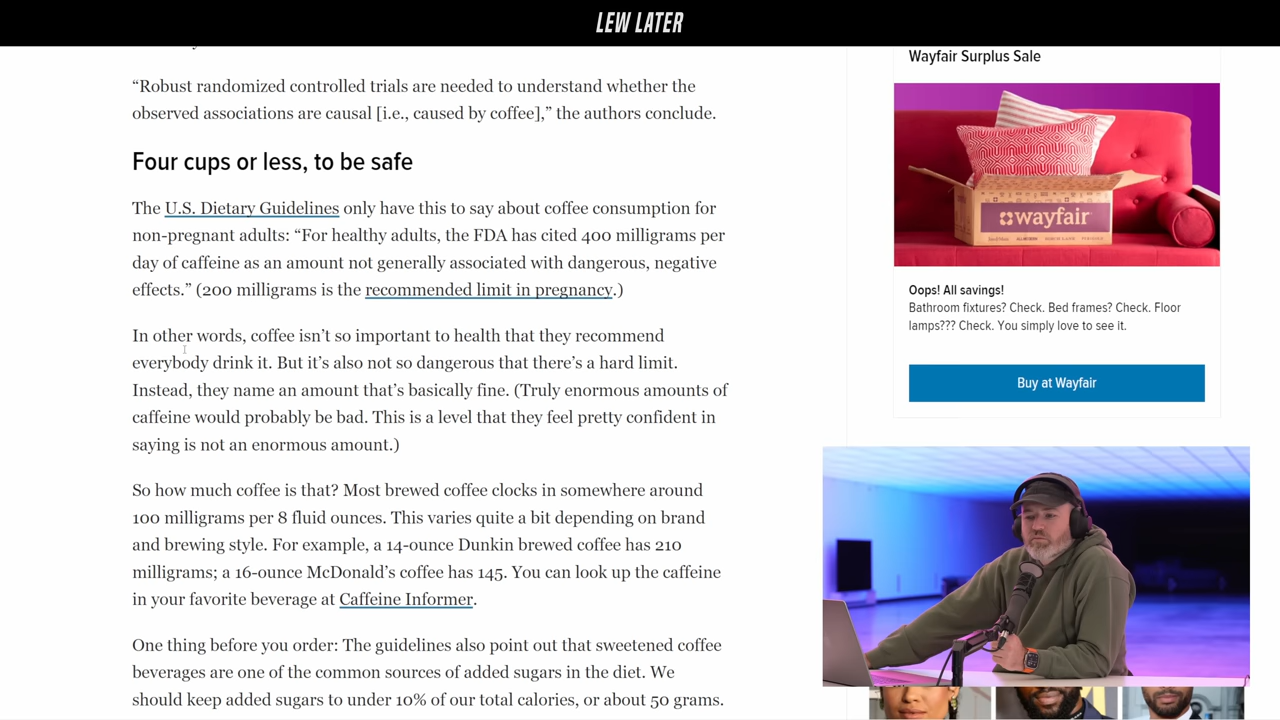 LEW LATER
“Robust randomized controlled trials are needed to understand whether the
observed associations are causal [i.e., caused by coffee],” the authors conclude.
Four cups or less, to be safe
The U.S. Dietary Guidelines only have this to say about coffee consumption for
non-pregnant adults: “For healthy adults, the FDA has cited 400 milligrams per
day of caffeine as an amount not generally associated with dangerous, negative
effects.” (200 milligrams is the recommended limit in pregnancy.)
In other words, coffee isn’t so important to health that they recommend
everybody drink it. But it’s also not so dangerous that there’s a hard limit.
Instead, they name an amount that’s basically fine. (Truly enormous amounts of
caffeine would probably be bad. This is a level that they feel pretty confident in
saying is not an enormous amount.)
So how much coffee is that? Most brewed coffee clocks in somewhere around
100 milligrams per 8 fluid ounces. This varies quite a bit depending on brand
and brewing style. For example, a 14-ounce Dunkin brewed coffee has 210
milligrams; a 16-ounce McDonald’s coffee has 145. You can look up the caffeine
in your favorite beverage at Caffeine Informer.
One thing before you order: The guidelines also point out that sweetened coffee
beverages are one of the common sources of added sugars in the diet. We
should keep added sugars to under 10% of our total calories, or about 50 grams.
Wayfair Surplus Sale
wayfair
Oops! All savings!
Bathroom fixtures? Check. Bed frames? Check. Floor
lamps??? Check. You simply love to see it.
Buy at Wayfair